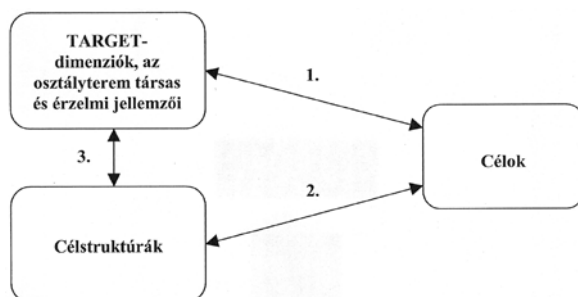 TARGET-
dimenziók, az
osztályterem társas
és érzelmi jellemzői
1.
Célok
3.
2.
Célstruktúrák